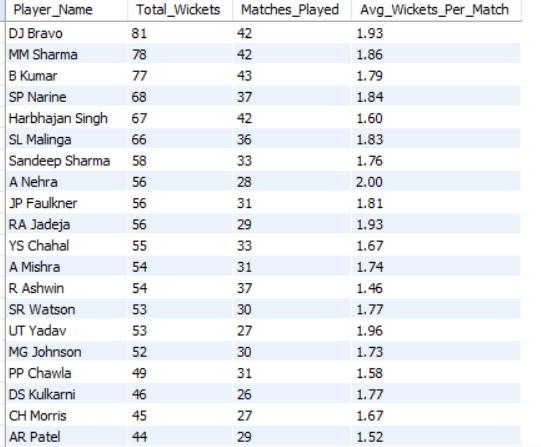 Player_Name Total_Wickets Matches_Played Avg_Wickets_Per_Match
DJ Bravo 81 42 1.93
MM Sharma 78 42 1.86
B Kumar 77 43 1.79
SP Narine 68 37 1.84
Harbhajan Singh 67 42 1.60
SL Malinga 66 36 1.83
Sandeep Sharma 58 33 1.76
A Nehra 56 28 2.00
JP Faulkner 56 31 1.81
RA Jadeja 56 29 1.93
YS Chahal 55 33 1.67
A Mishra 54 31 1.74
R Ashwin 54 37 1.46
SR Watson 53 30 1.77
UT Yadav 53 27 1.96
MG Johnson 52 30 1.73
PP Chawla 49 31 1.58
DS Kulkarni 46 26 1.77
CH Morris 45 27 1.67
AR Patel 44 29 1.52